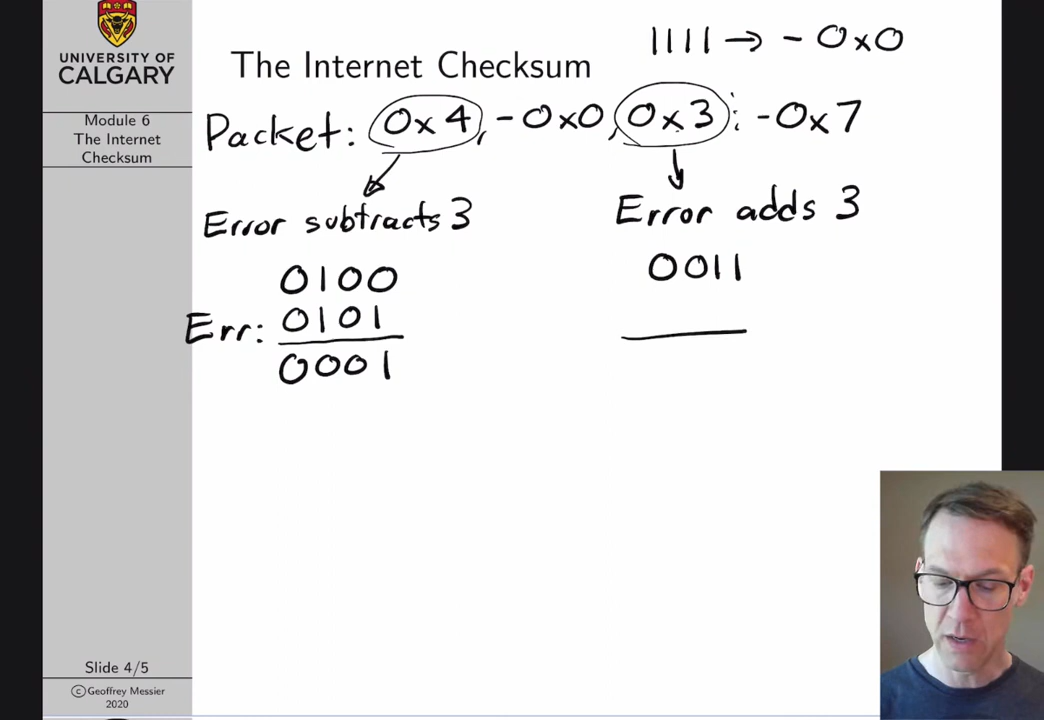 UNIVERSITY OF
CALGARY
Module 6
The Internet
Checksum
The Internet Checksum
1111 → - 0x0
Packet: 0x4, -0x0, 0x3 ; -0x7
Error subtracts 3
Error adds 3
0100
0011
Err: 0101
0001
Slide 4/5
©Geoffrey Messier
2020